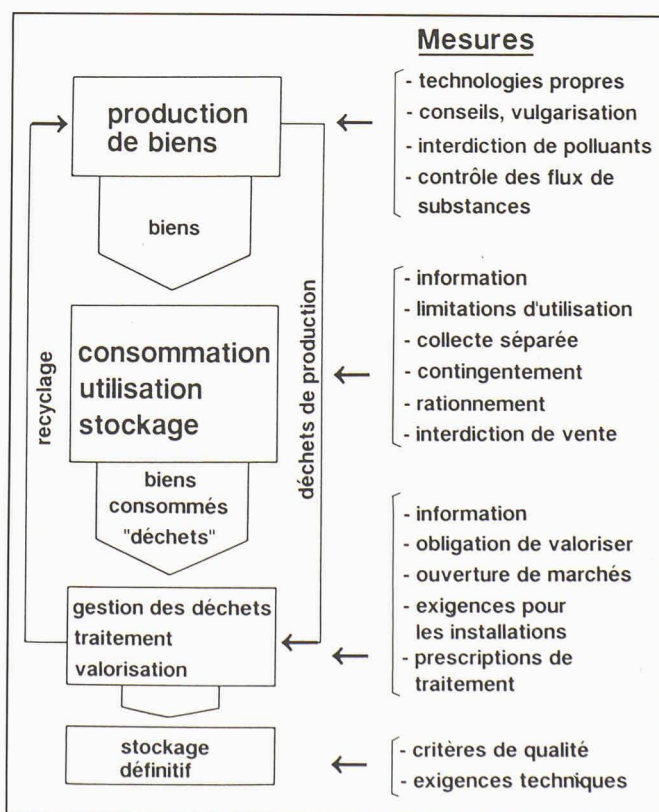 Mesures
production
de biens
- technologies propres
- conseils, vulgarisation
- interdiction de polluants
- contrôle des flux de
substances
biens
recyclage
déchets de production
consommation
utilisation
stockage
- information
- limitations d'utilisation
- collecte séparée
- contingentement
- rationnement
- interdiction de vente
biens
consommés
"déchets"
gestion des déchets
traitement
valorisation
- information
- obligation de valoriser
- ouverture de marchés
- exigences pour
les installations
- prescriptions de
traitement
stockage
définitif
- critères de qualité
- exigences techniques